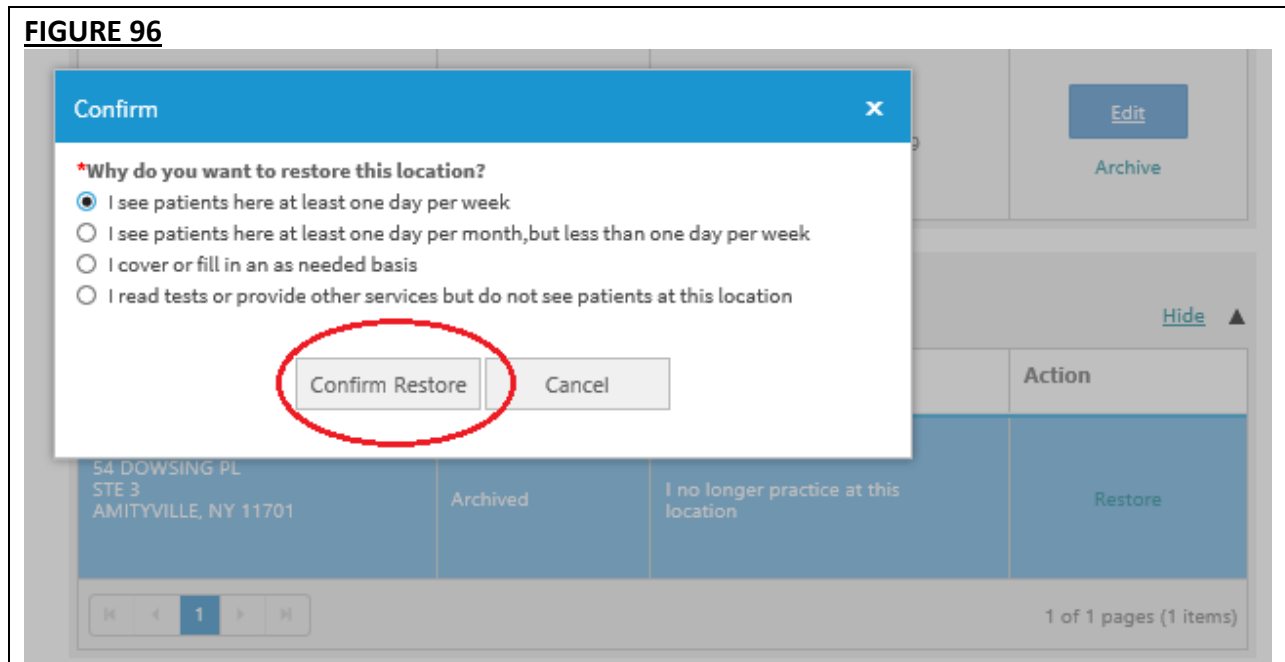 FIGURE 96
Confirm x
Edit
Archive
*Why do you want to restore this location?
I see patients here at least one day per week
I see patients here at least one day per month,but less than one day per week
I cover or fill in an as needed basis
I read tests or provide other services but do not see patients at this location
Confirm Restore Cancel
Hide ▲
Action
54 DOWSING PL
STE 3
AMITYVILLE, NY 11701
Archived
I no longer practice at this
location
Restore
1
1 of 1 pages (1 items)